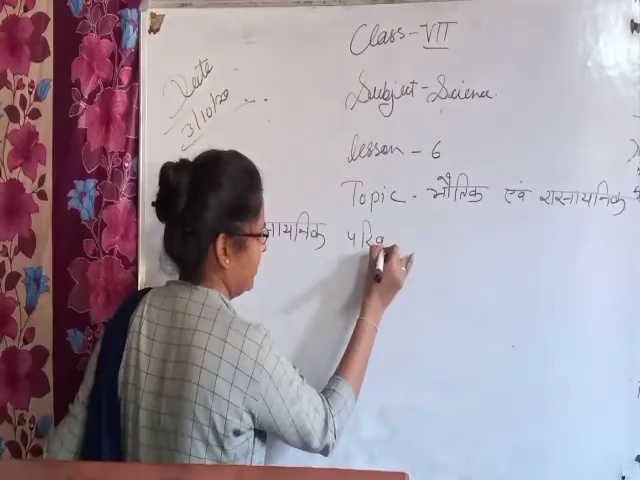 Class - VII
Date
3/10/20
Subject - Science
lesson - 6
Topic - भौतिक एवं रासायनिक
सायनिक परिव